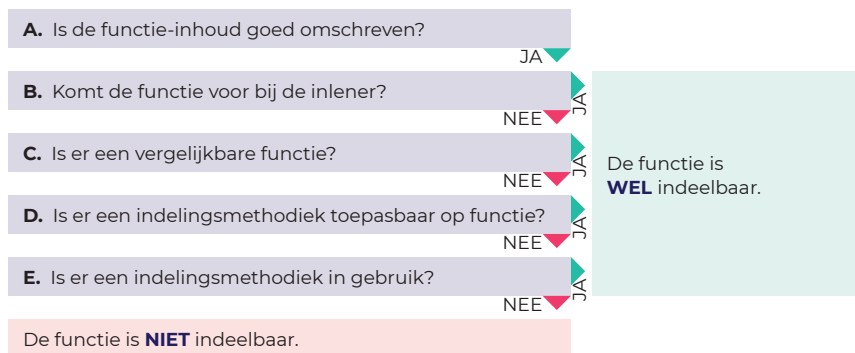 A. Is de functie-inhoud goed omschreven?
JA
B. Komt de functie voor bij de inlener?
JA
NEE
C. Is er een vergelijkbare functie?
JA
NEE
De functie is
WEL indeelbaar.
D. Is er een indelingsmethodiek toepasbaar op functie?
JA
NEE
E. Is er een indelingsmethodiek in gebruik?
JA
NEE
De functie is NIET indeelbaar.